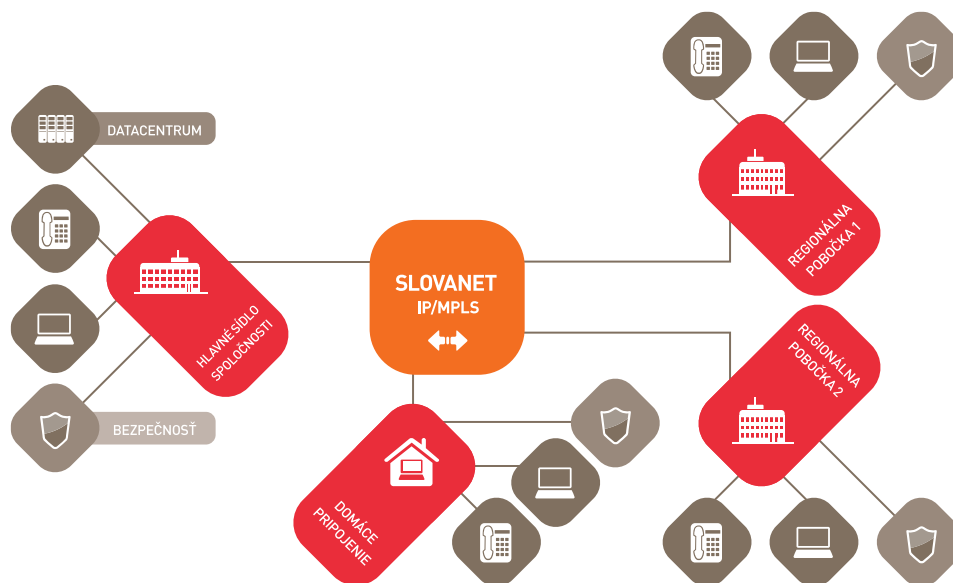 DATACENTRUM
HLAVNÉ SÍDLO
SPOLOČNOSTI
BEZPEČNOSŤ
SLOVANET
IP/MPLS
DOMÁCE
PRIPOJENIE
REGIONÁLNA
POBOČKA 1
REGIONÁLNA
POBOČKA 2